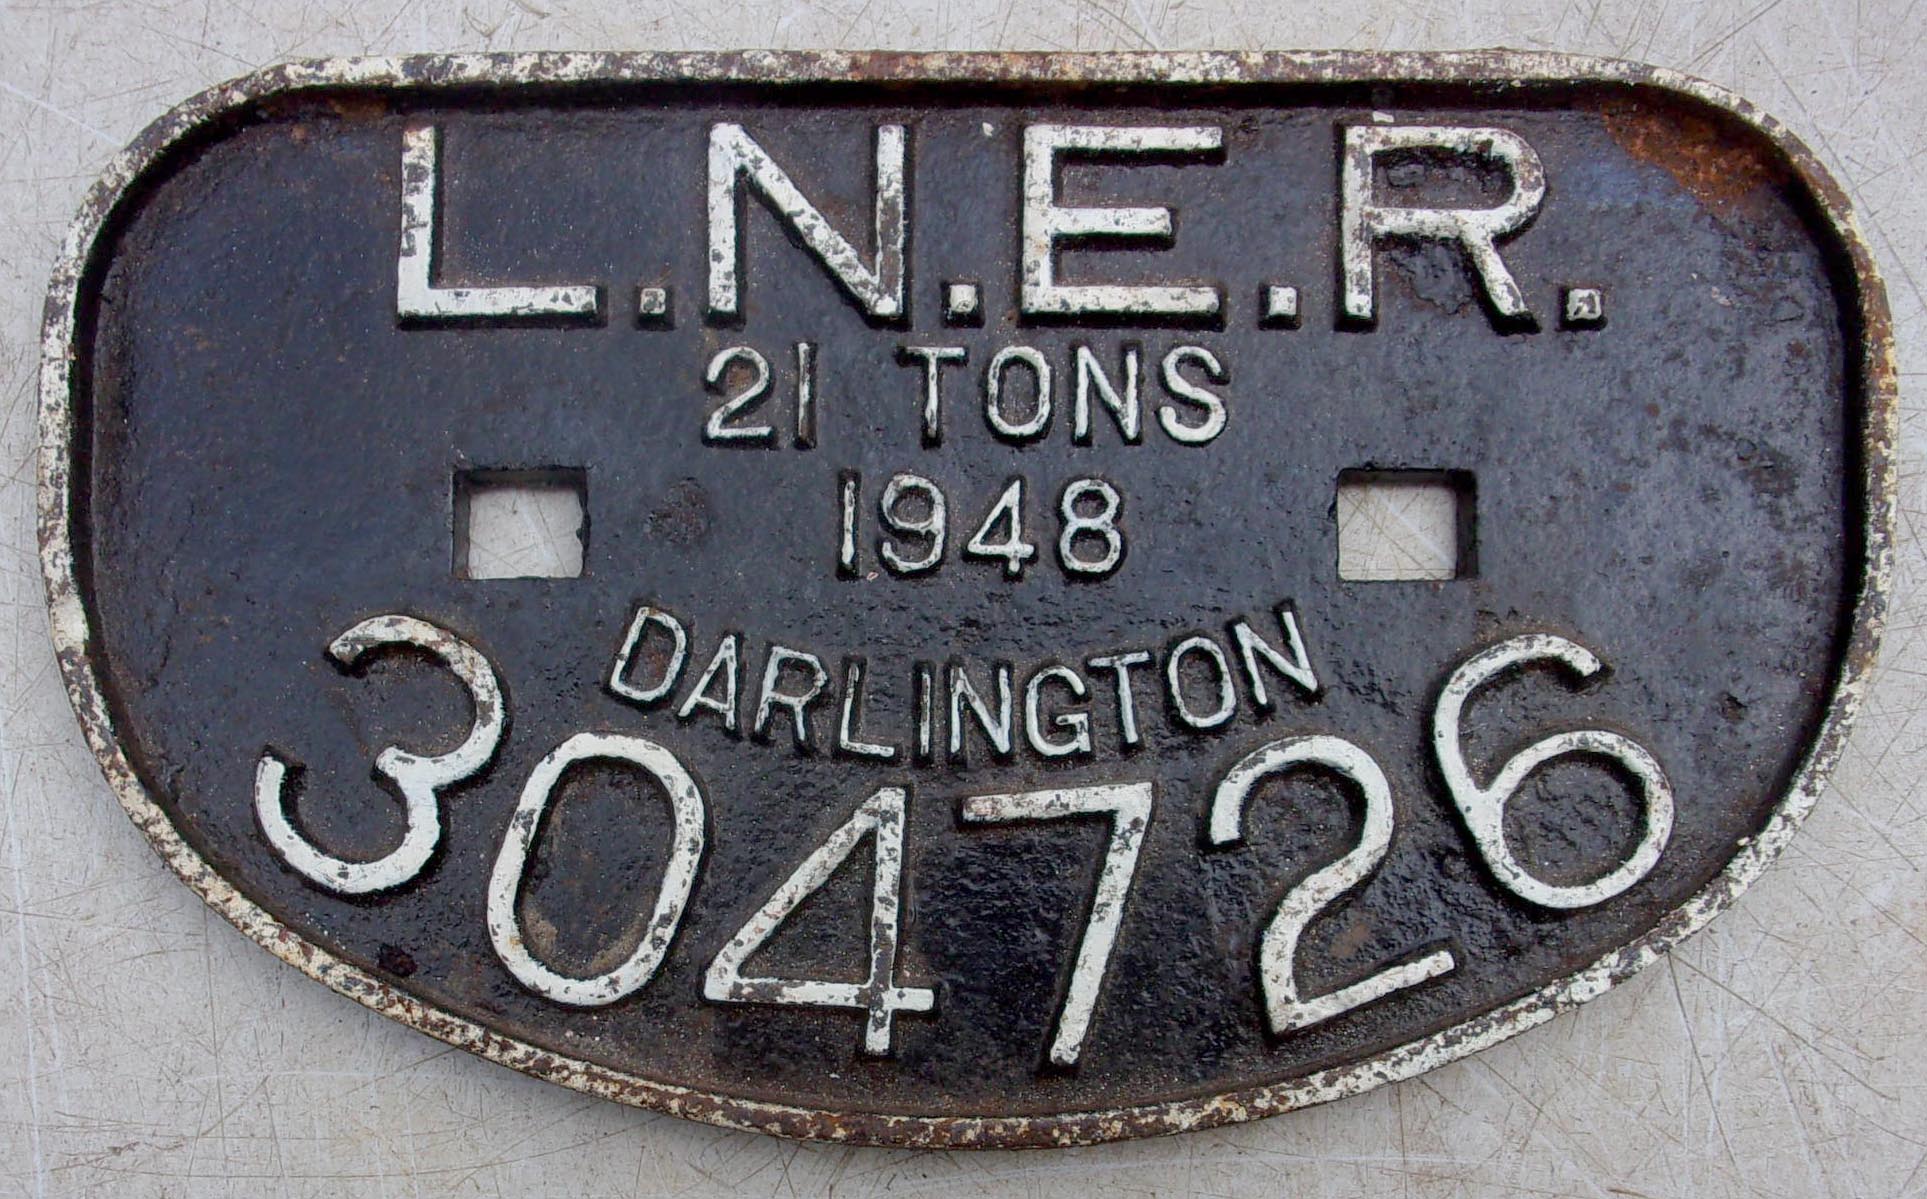 L.N.E.R.
21 TONS
1948
DARLINGTON
304726